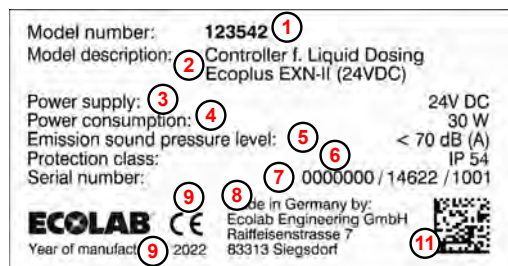 Model number: 123542 1
Model description: Controller f. Liquid Dosing
2 Ecoplus EXN-II (24VDC)
Power supply: 3 24V DC
Power consumption: 4 30 W
Emission sound pressure level: 5 < 70 dB (A)
Protection class: 6 IP 54
Serial number: 7 0000000 / 14622 / 1001
9 8 in Germany by:
ECOLAB CE Ecolab Engineering GmbH
Raiffeisenstrasse 7
Year of manufact 9 2022 83313 Siegsdorf 11